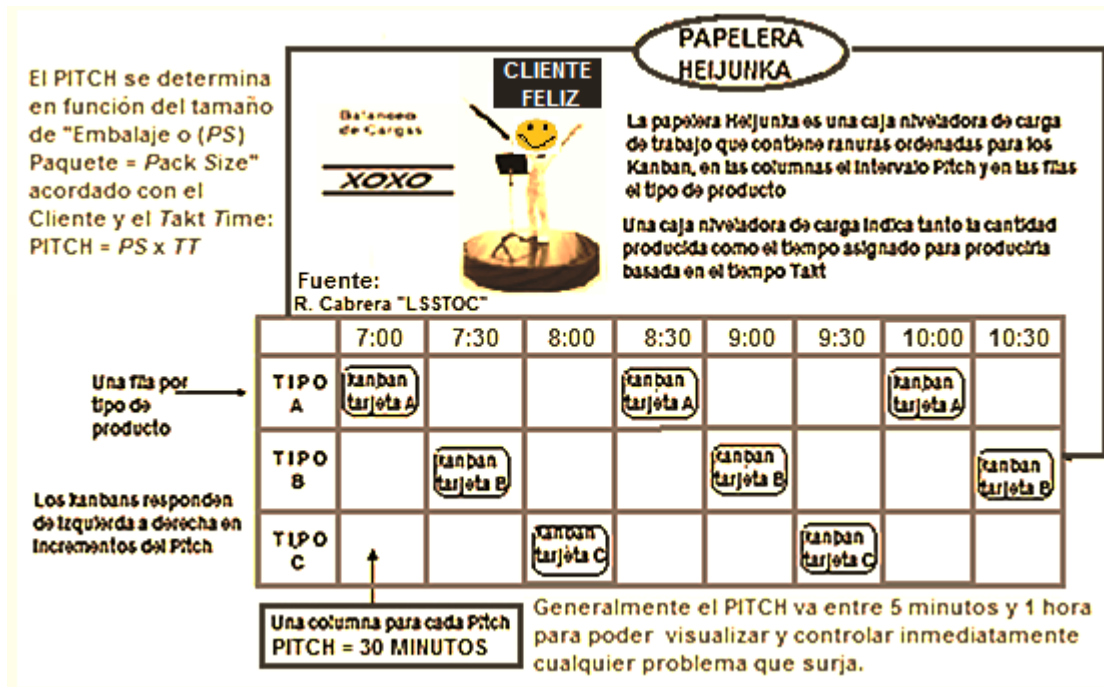 PAPELERA
HEIJUNKA
El PITCH se determina
en función del tamaño
de "Embalaje o (PS)
Paquete = Pack Size"
acordado con el
Cliente y el Takt Time:
PITCH = PS x TT
Balanceo
de Cargas
XOXO
CLIENTE
FELIZ
La papelera Heijunka es una caja niveladora de carga
de trabajo que contiene ranuras ordenadas para los
Kanban, en las columnas el intervalo Pitch y en las filas
el tipo de producto
Una caja niveladora de carga indica tanto la cantidad
producida como el tiempo asignado para producirla
basada en el tiempo Takt
Fuente:
R. Cabrera "LSSTOC"
7:00 7:30 8:00 8:30 9:00 9:30 10:00 10:30
Una fila por
tipo de
producto
TIPO
A
kanban
tarjeta A
kanban
tarjeta A
kanban
tarjeta A
TIPO
B
kanban
tarjeta B
kanban
tarjeta B
kanban
tarjeta B
Los kanbans responden
de izquierda a derecha en
incrementos del Pitch
TIPO
C
kanban
tarjeta C
kanban
tarjeta C
Una columna para cada Pitch
PITCH = 30 MINUTOS
Generalmente el PITCH va entre 5 minutos y 1 hora
para poder visualizar y controlar inmediatamente
cualquier problema que surja.